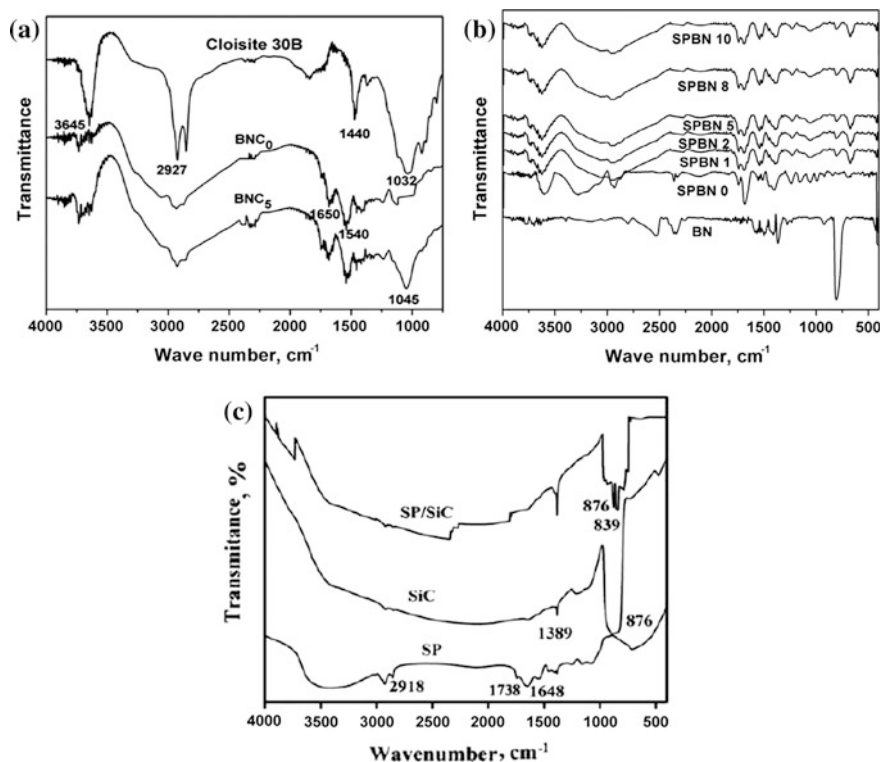 (a)
Cloisite 30B
3645
BNC0
2927
1440
1032
BNC5
1650
1540
1045
Transmittance
4000 3500 3000 2500 2000 1500 1000
Wave number, cm-1
(b)
SPBN 10
SPBN 8
SPBN 5
SPBN 2
SPBN 1
SPBN 0
BN
Transmittance
4000 3500 3000 2500 2000 1500 1000 500
Wave number, cm-1
(c)
SP/SiC
876
839
SiC
1389
876
SP
2918
1738
1648
Transmitance, %
4000 3500 3000 2500 2000 1500 1000 500
Wavenumber, cm-1